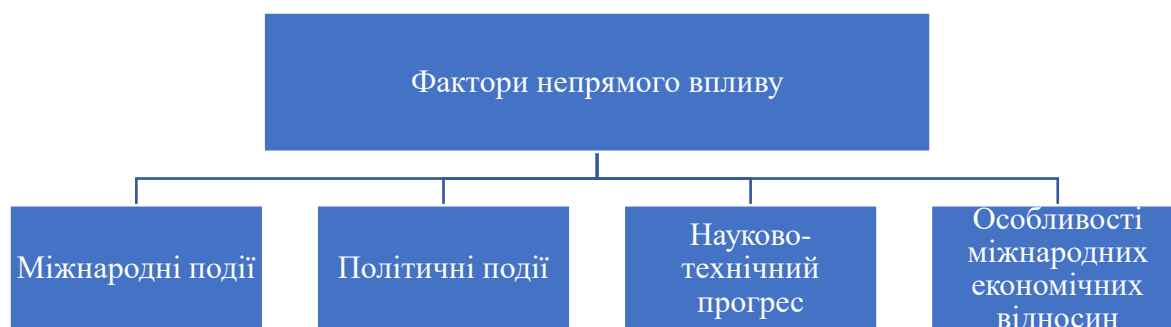 Фактори непрямого впливу
Міжнародні події
Політичні події
Науково-
технічний
прогрес
Особливості
міжнародних
економічних
відносин